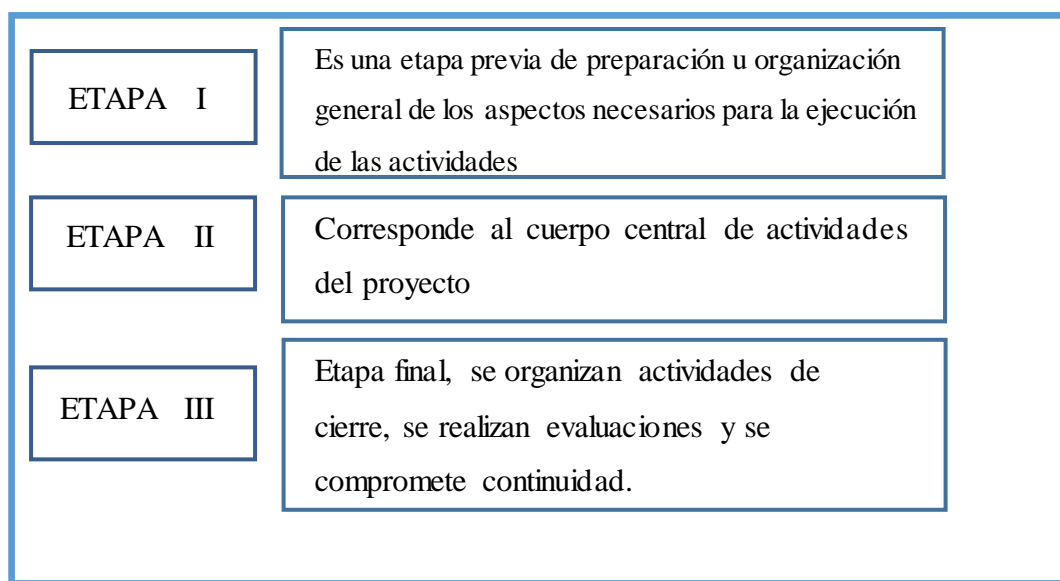 ETAPA I
Es una etapa previa de preparación u organización
general de los aspectos necesarios para la ejecución
de las actividades
ETAPA II
Corresponde al cuerpo central de actividades
del proyecto
ETAPA III
Etapa final, se organizan actividades de
cierre, se realizan evaluaciones y se
compromete continuidad.